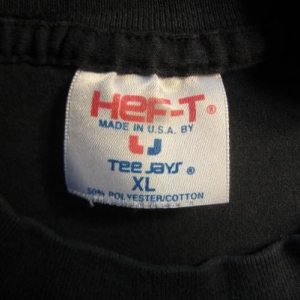 HEF-T ®
MADE IN U.S.A. BY
TEE JAYS ®
XL
50% POLYESTER/COTTON